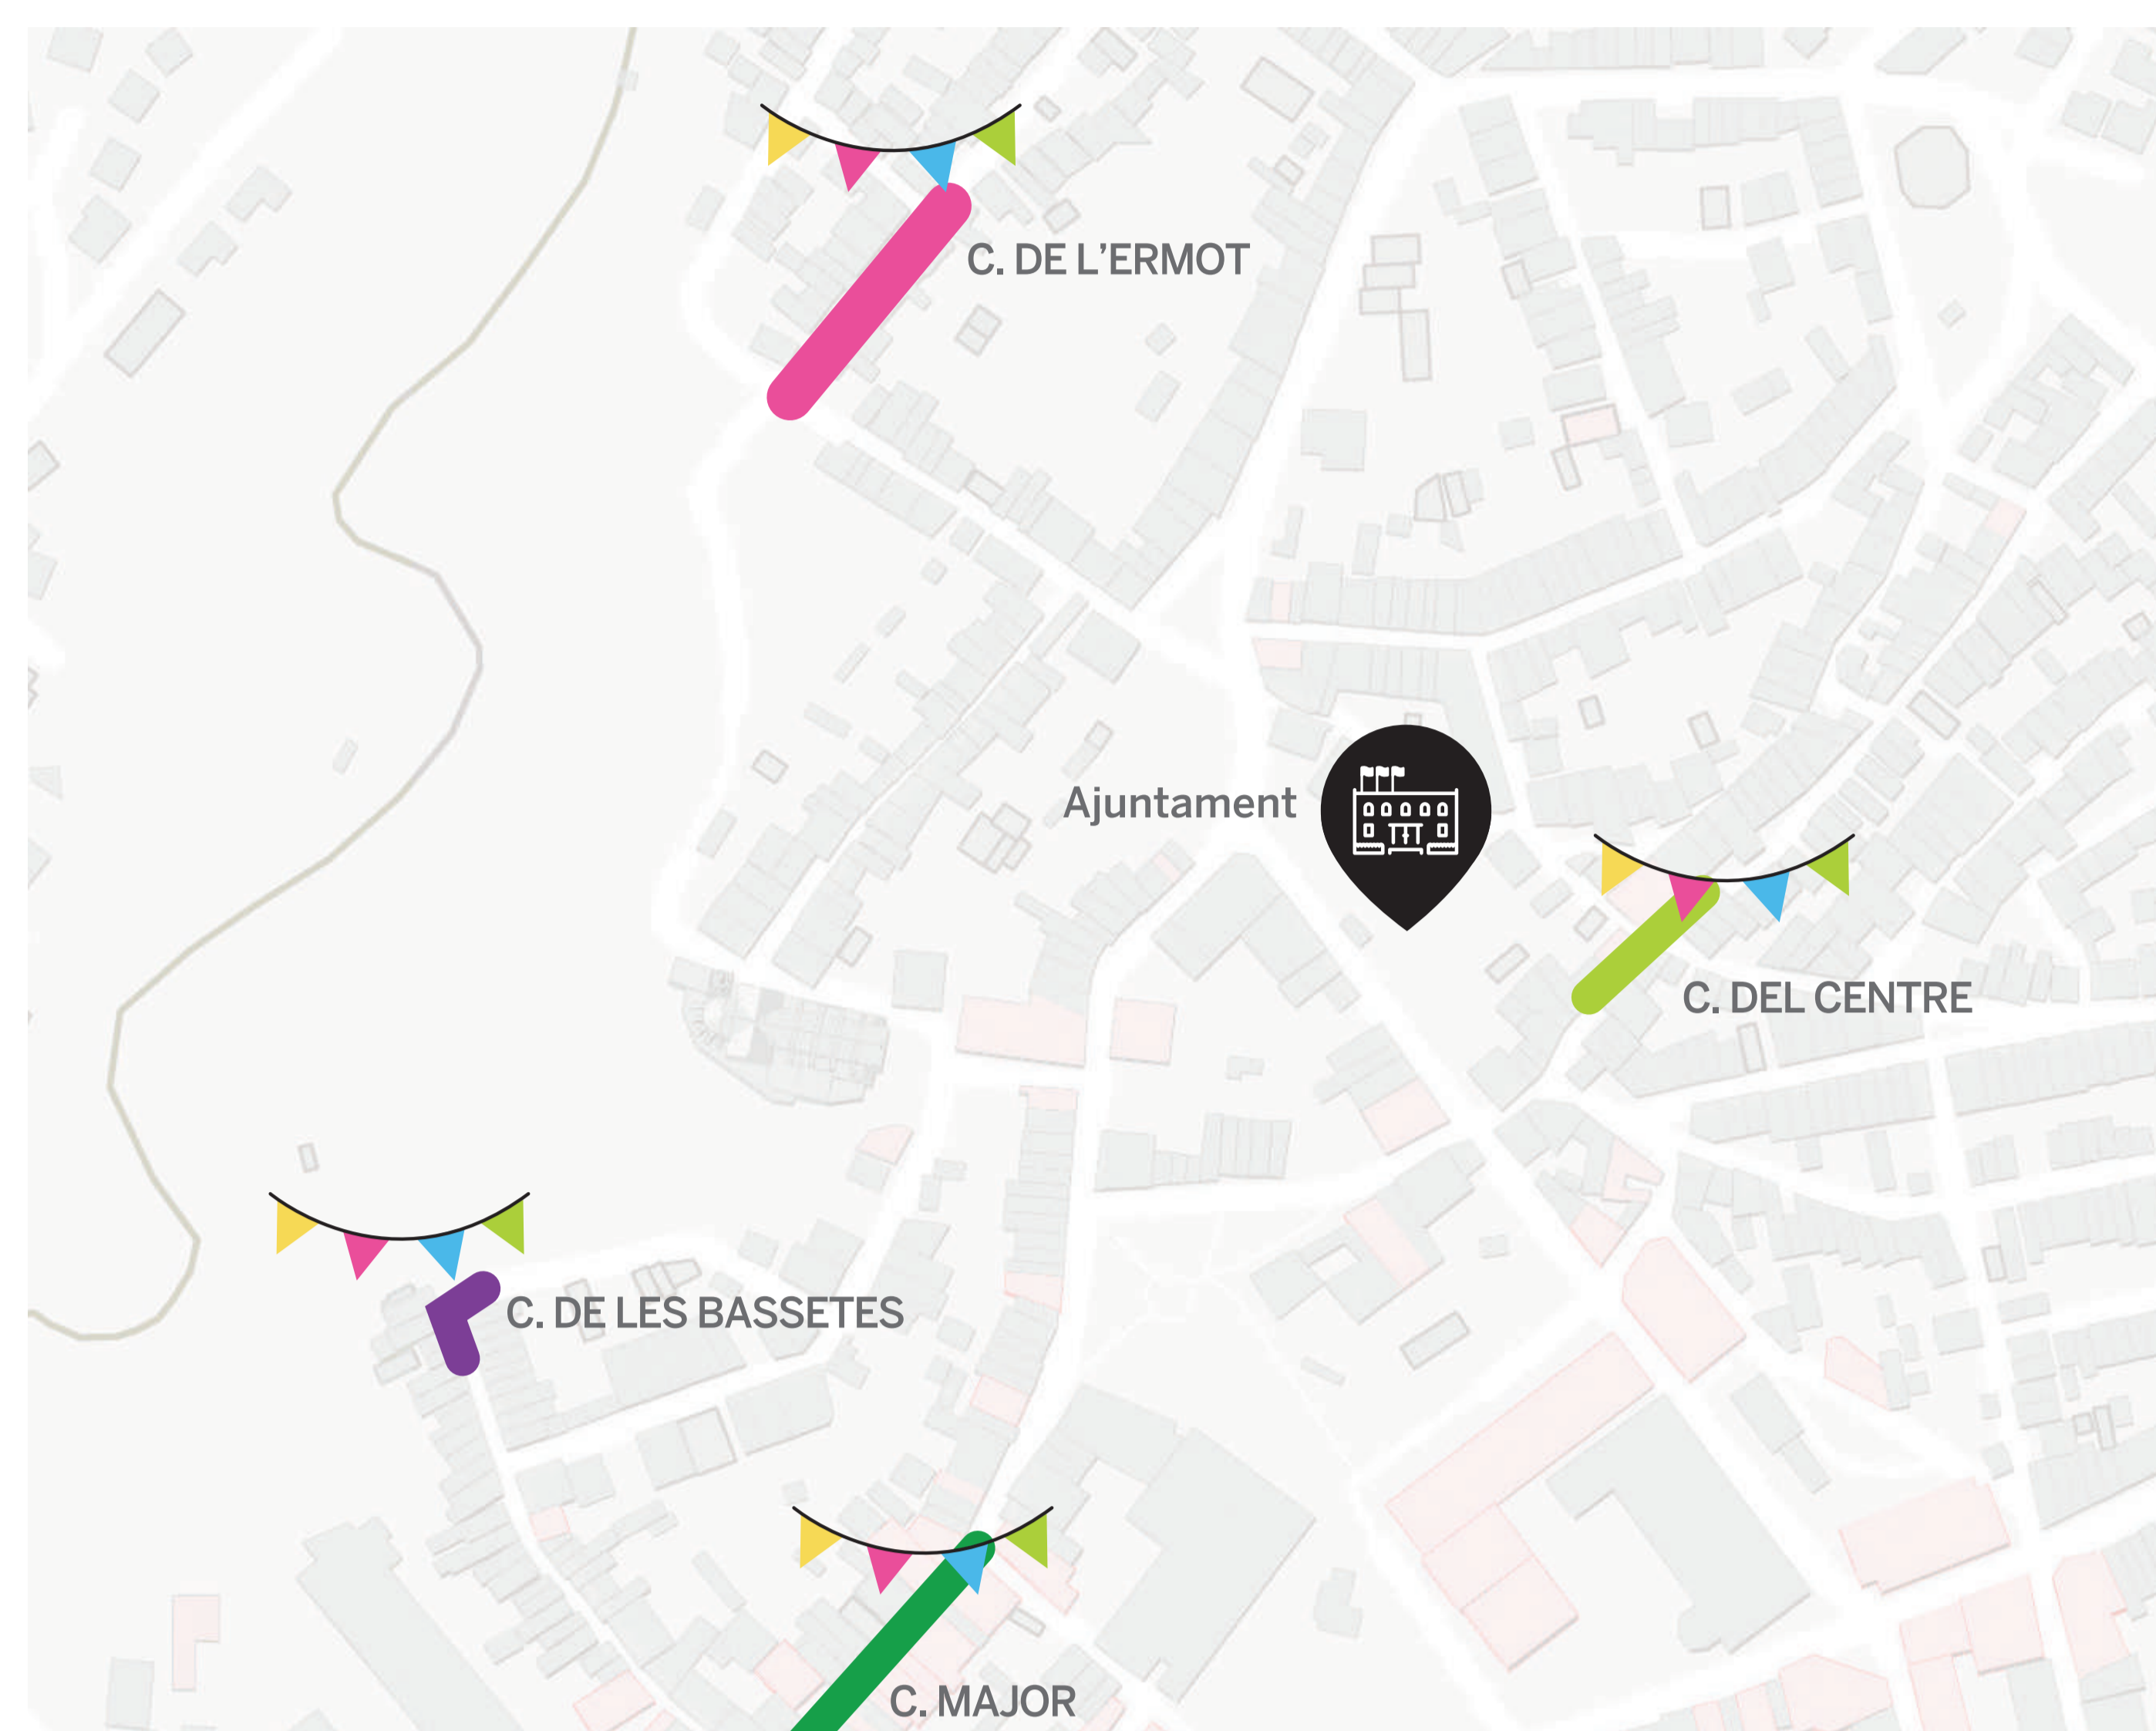 C. DE L'ERMOT
Ajuntament
C. DEL CENTRE
C. DE LES BASSETES
C. MAJOR